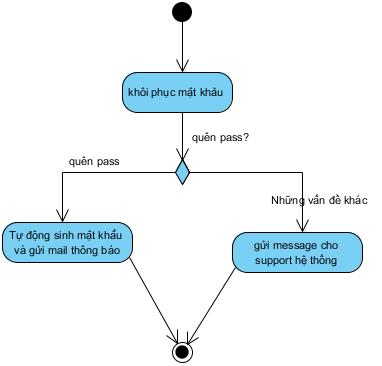 khôi phục mật khẩu
quên pass?
quên pass
Những vấn đề khác
Tự động sinh mật khẩu
và gửi mail thông báo
gửi message cho
support hệ thống